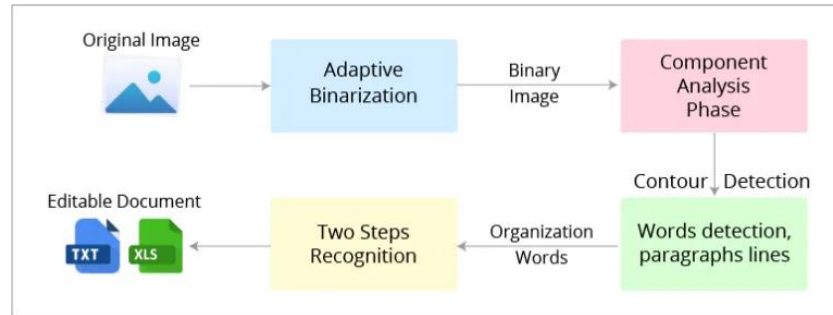 Original Image
Adaptive
Binarization
Binary
Image
Component
Analysis
Phase
Contour Detection
Words detection,
paragraphs lines
Organization
Words
Two Steps
Recognition
Editable Document
TXT XLS